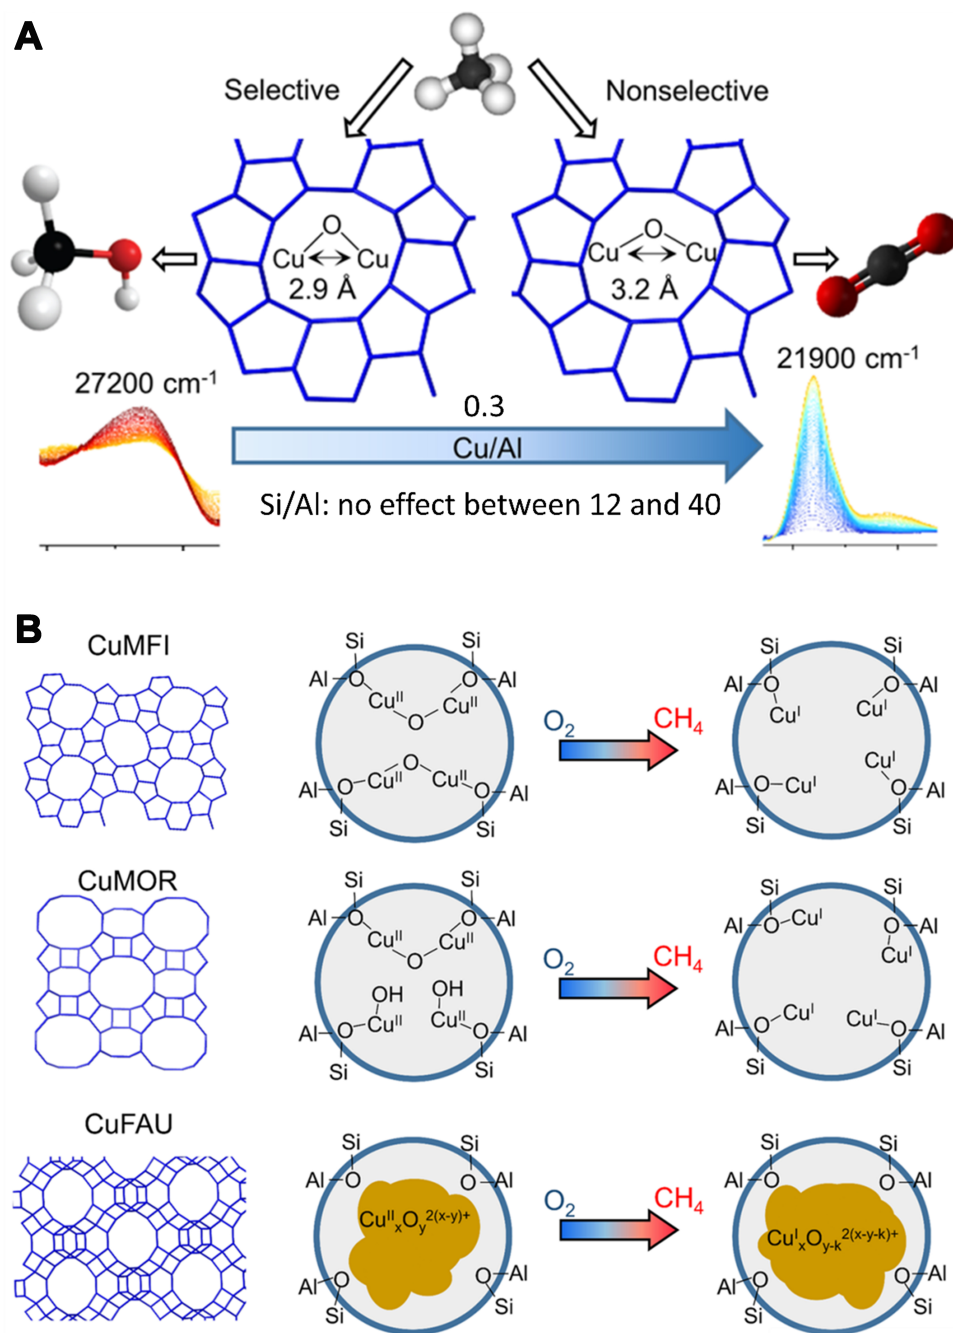 A
Selective
Nonselective
O
Cu Cu
2.9 Å
O
Cu Cu
3.2 Å
27200 cm-1
21900 cm-1
0.3
Cu/Al
Si/Al: no effect between 12 and 40
B
CuMFI
Si Si
Al O O Al
CuII CuII
O
O
CuII CuII
Al O O Al
Si Si
O2 CH4
Si Si
Al O O Al
CuI CuI
CuI
Al O CuI O Al
Si Si
CuMOR
Si Si
Al O O Al
CuII CuII
O
OH OH
CuII CuII
Al O O Al
Si Si
O2 CH4
Si Si
Al O CuI O Al
CuI
CuI CuI
Al O O Al
Si Si
CuFAU
Si Si
Al O O Al
CuIIxOy2(x-y)+
Al O O Al
Si Si
O2 CH4
Si Si
Al O O Al
CuIxOy-k2(x-y-k)+
Al O O Al
Si Si